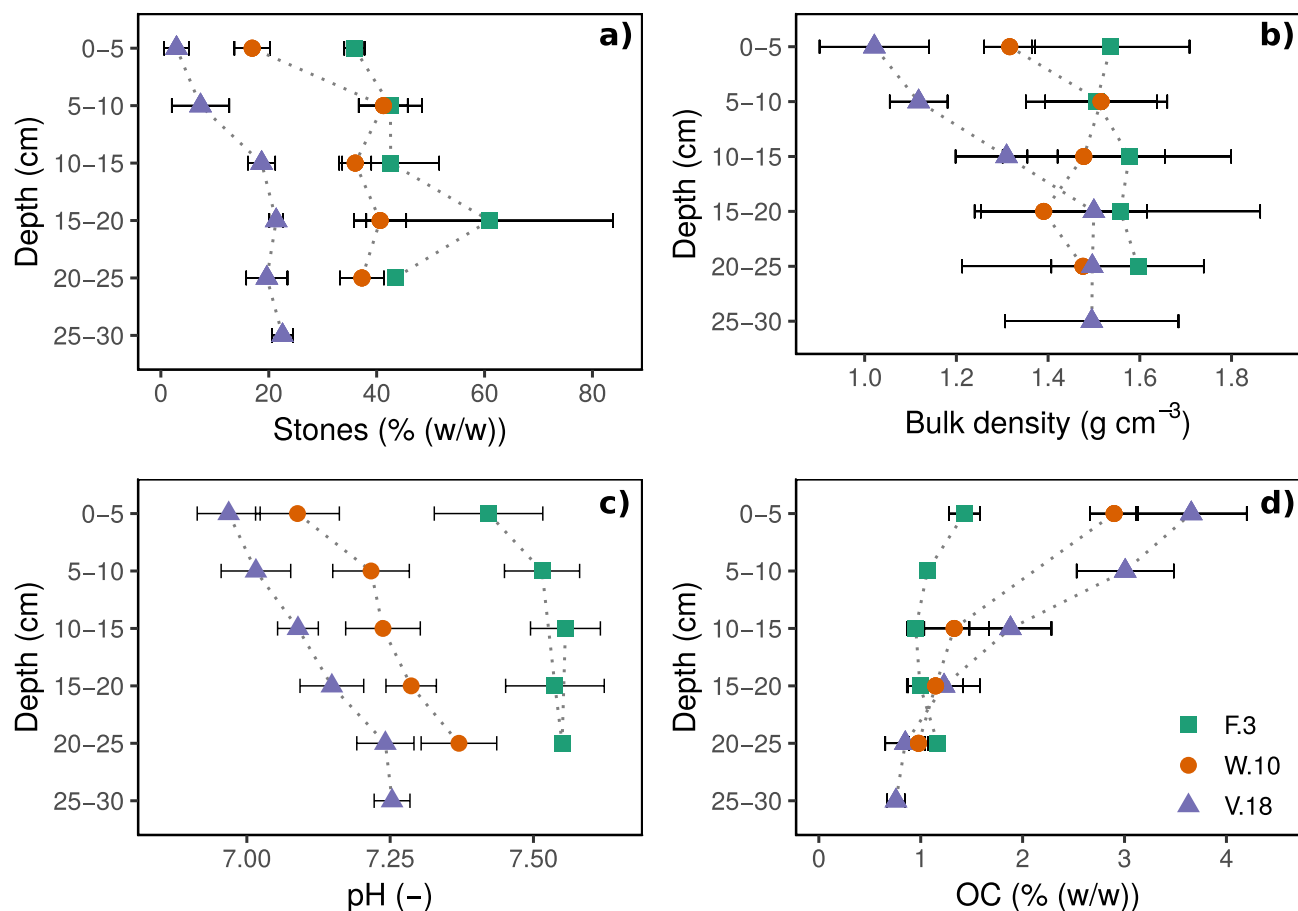 a)
0−5
5−10
10−15
15−20
20−25
25−30
Depth (cm)
0
20
40
60
80
Stones (% (w/w))
b)
0−5
5−10
10−15
15−20
20−25
25−30
Depth (cm)
1.0
1.2
1.4
1.6
1.8
Bulk density (g cm⁻³)
c)
0−5
5−10
10−15
15−20
20−25
25−30
Depth (cm)
7.00
7.25
7.50
pH (−)
d)
0−5
5−10
10−15
15−20
20−25
25−30
Depth (cm)
F.3
W.10
V.18
0
1
2
3
4
OC (% (w/w))